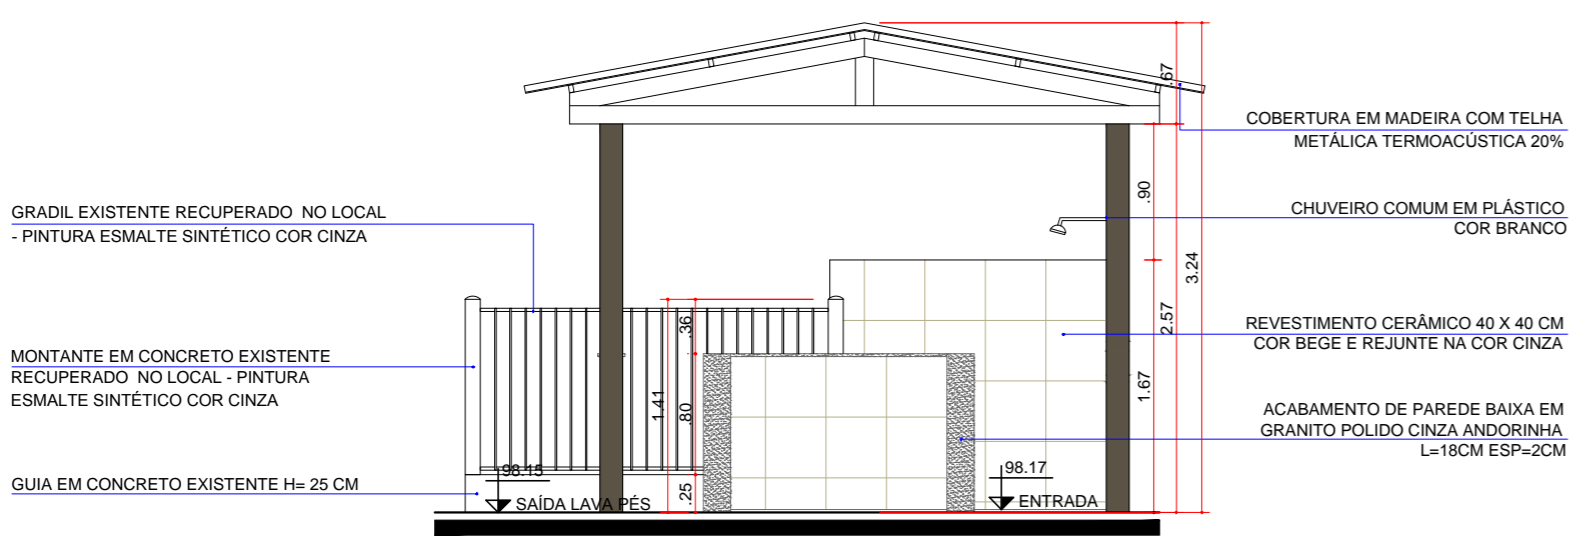 .67
COBERTURA EM MADEIRA COM TELHA
METÁLICA TERMOACÚSTICA 20%
.90
CHUVEIRO COMUM EM PLÁSTICO
COR BRANCO
GRADIL EXISTENTE RECUPERADO  NO LOCAL
- PINTURA ESMALTE SINTÉTICO COR CINZA
3.24
2.57
.36
REVESTIMENTO CERÂMICO 40 X 40 CM
COR BEGE E REJUNTE NA COR CINZA
MONTANTE EM CONCRETO EXISTENTE
RECUPERADO  NO LOCAL - PINTURA
ESMALTE SINTÉTICO COR CINZA
1.41
.80
1.67
ACABAMENTO DE PAREDE BAIXA EM
GRANITO POLIDO CINZA ANDORINHA
L=18CM ESP=2CM
98.15
98.17
GUIA EM CONCRETO EXISTENTE H= 25 CM
.25
SAÍDA LAVA PÉS
ENTRADA